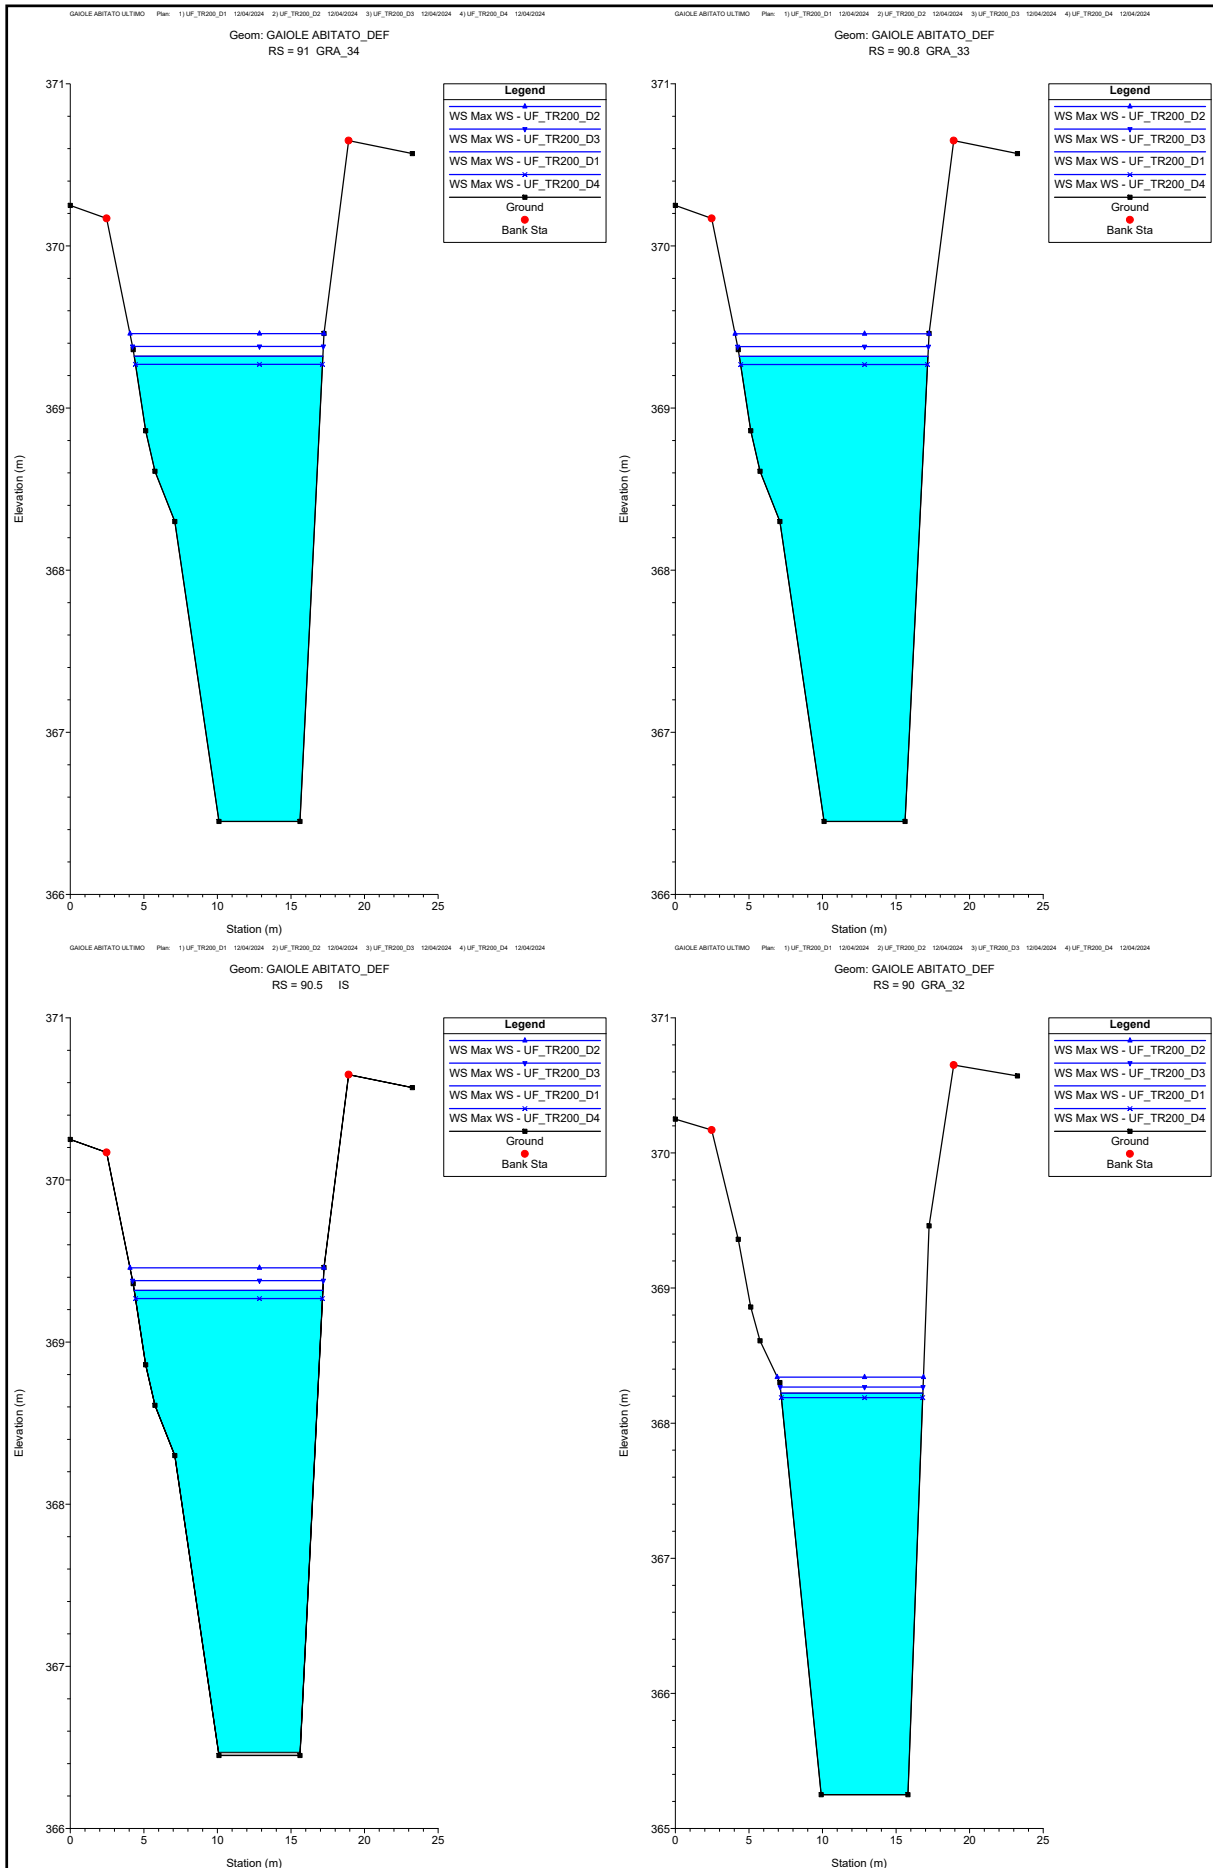 GAIOLE ABITATO ULTIMO Plan: 1) UF_TR200_D1 12/04/2024 2) UF_TR200_D2 12/04/2024 3) UF_TR200_D3 12/04/2024 4) UF_TR200_D4 12/04/2024
Geom: GAIOLE ABITATO_DEF
RS = 91 GRA_34
371
370
369
368
367
366
Elevation (m)
0 5 10 15 20 25
Station (m)
Legend
WS Max WS - UF_TR200_D2
WS Max WS - UF_TR200_D3
WS Max WS - UF_TR200_D1
WS Max WS - UF_TR200_D4
Ground
Bank Sta
GAIOLE ABITATO ULTIMO Plan: 1) UF_TR200_D1 12/04/2024 2) UF_TR200_D2 12/04/2024 3) UF_TR200_D3 12/04/2024 4) UF_TR200_D4 12/04/2024
Geom: GAIOLE ABITATO_DEF
RS = 90.8 GRA_33
371
370
369
368
367
366
Elevation (m)
0 5 10 15 20 25
Station (m)
Legend
WS Max WS - UF_TR200_D2
WS Max WS - UF_TR200_D3
WS Max WS - UF_TR200_D1
WS Max WS - UF_TR200_D4
Ground
Bank Sta
GAIOLE ABITATO ULTIMO Plan: 1) UF_TR200_D1 12/04/2024 2) UF_TR200_D2 12/04/2024 3) UF_TR200_D3 12/04/2024 4) UF_TR200_D4 12/04/2024
Geom: GAIOLE ABITATO_DEF
RS = 90.5 IS
371
370
369
368
367
366
Elevation (m)
0 5 10 15 20 25
Station (m)
Legend
WS Max WS - UF_TR200_D2
WS Max WS - UF_TR200_D3
WS Max WS - UF_TR200_D1
WS Max WS - UF_TR200_D4
Ground
Bank Sta
GAIOLE ABITATO ULTIMO Plan: 1) UF_TR200_D1 12/04/2024 2) UF_TR200_D2 12/04/2024 3) UF_TR200_D3 12/04/2024 4) UF_TR200_D4 12/04/2024
Geom: GAIOLE ABITATO_DEF
RS = 90 GRA_32
371
370
369
368
367
366
365
Elevation (m)
0 5 10 15 20 25
Station (m)
Legend
WS Max WS - UF_TR200_D2
WS Max WS - UF_TR200_D3
WS Max WS - UF_TR200_D1
WS Max WS - UF_TR200_D4
Ground
Bank Sta